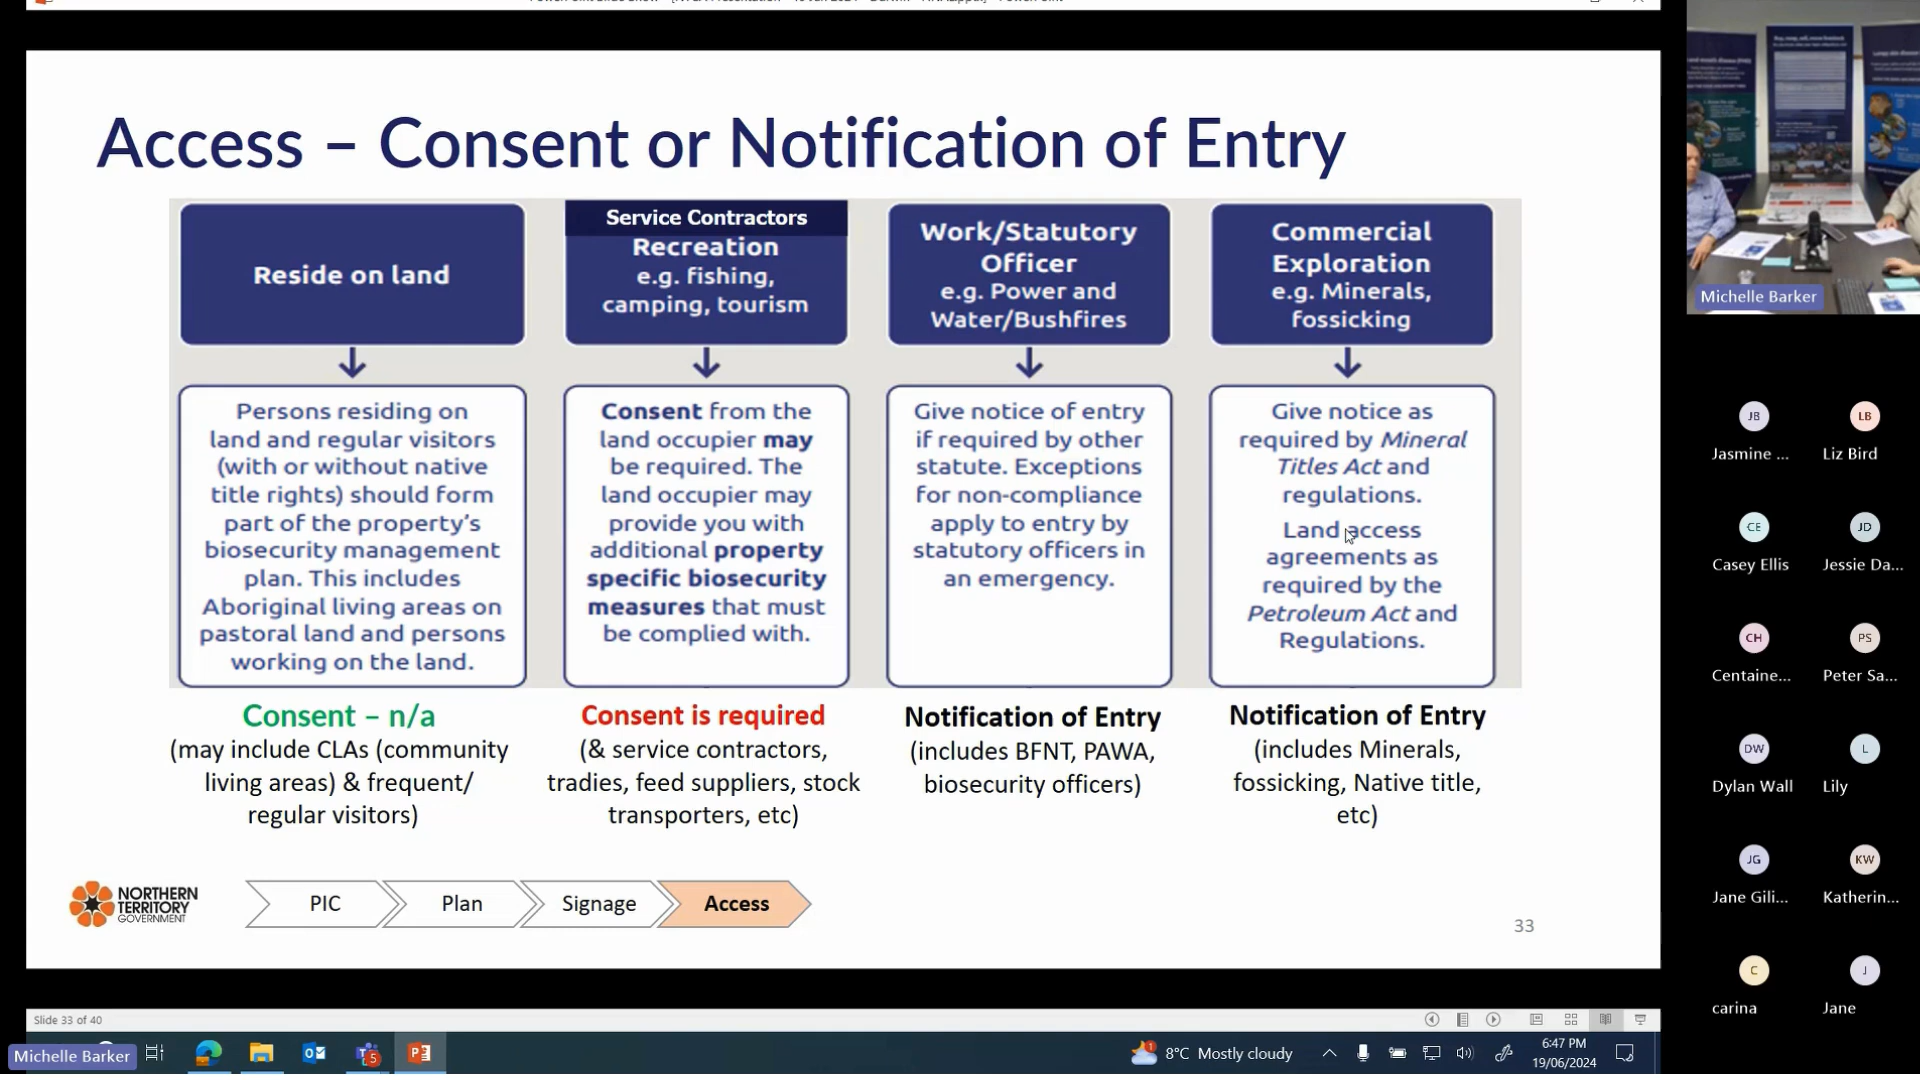 Access – Consent or Notification of Entry
Reside on land
Persons residing on
land and regular visitors
(with or without native
title rights) should form
part of the property's
biosecurity management
plan. This includes
Aboriginal living areas on
pastoral land and persons
working on the land.
Consent – n/a
(may include CLAs (community
living areas) & frequent/
regular visitors)
Service Contractors
Recreation
e.g. fishing,
camping, tourism
Consent from the
land occupier may
be required. The
land occupier may
provide you with
additional property
specific biosecurity
measures that must
be complied with.
Consent is required
(& service contractors,
tradies, feed suppliers, stock
transporters, etc)
Work/Statutory
Officer
e.g. Power and
Water/Bushfires
Give notice of entry
if required by other
statute. Exceptions
for non-compliance
apply to entry by
statutory officers in
an emergency.
Notification of Entry
(includes BFNT, PAWA,
biosecurity officers)
Commercial
Exploration
e.g. Minerals,
fossicking
Give notice as
required by Mineral
Titles Act and
regulations.
Land access
agreements as
required by the
Petroleum Act and
Regulations.
Notification of Entry
(includes Minerals,
fossicking, Native title,
etc)
NORTHERN
TERRITORY
GOVERNMENT
PIC
Plan
Signage
Access
33
Slide 33 of 40
Michelle Barker
5
8°C Mostly cloudy
6:47 PM
19/06/2024
Michelle Barker
JB
Jasmine ...
LB
Liz Bird
CE
Casey Ellis
JD
Jessie Da...
CH
Centaine...
PS
Peter Sa...
DW
Dylan Wall
L
Lily
JG
Jane Gili...
KW
Katherin...
C
carina
J
Jane